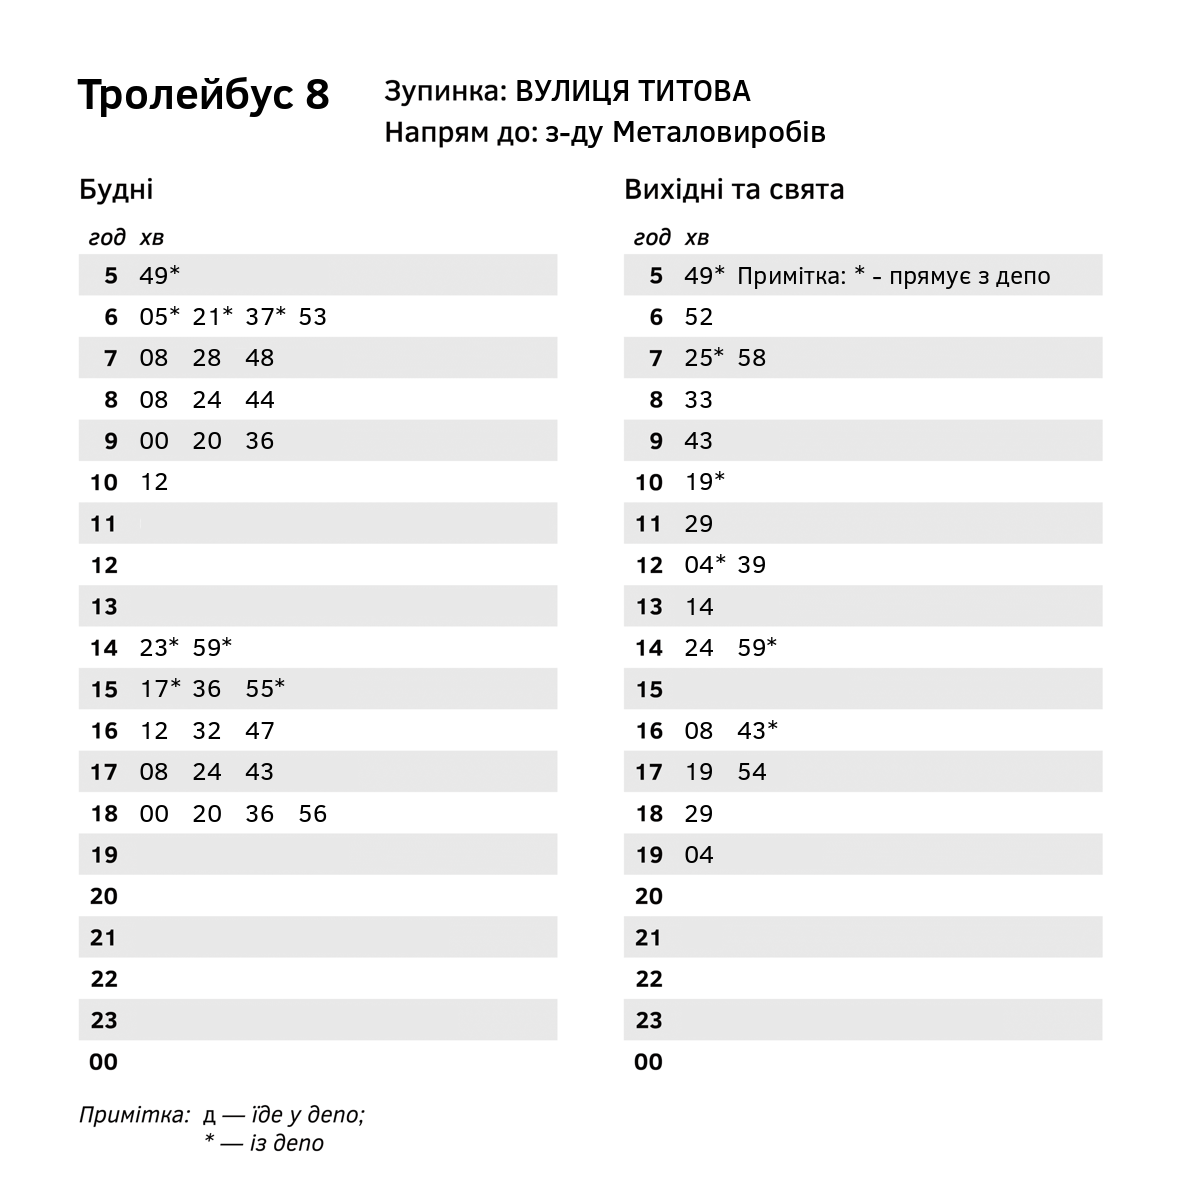 Тролейбус 8
Зупинка: ВУЛИЦЯ ТИТОВА
Напрям до: з-ду Металовиробів
Будні
год хв
5 49*
6 05* 21* 37* 53
7 08 28 48
8 08 24 44
9 00 20 36
10 12
11
12
13
14 23* 59*
15 17* 36 55*
16 12 32 47
17 08 24 43
18 00 20 36 56
19
20
21
22
23
00
Вихідні та свята
год хв
5 49* Примітка: * - прямує з депо
6 52
7 25* 58
8 33
9 43
10 19*
11 29
12 04* 39
13 14
14 24 59*
15
16 08 43*
17 19 54
18 29
19 04
20
21
22
23
00
Примітка: д — їде у депо;
* — із депо